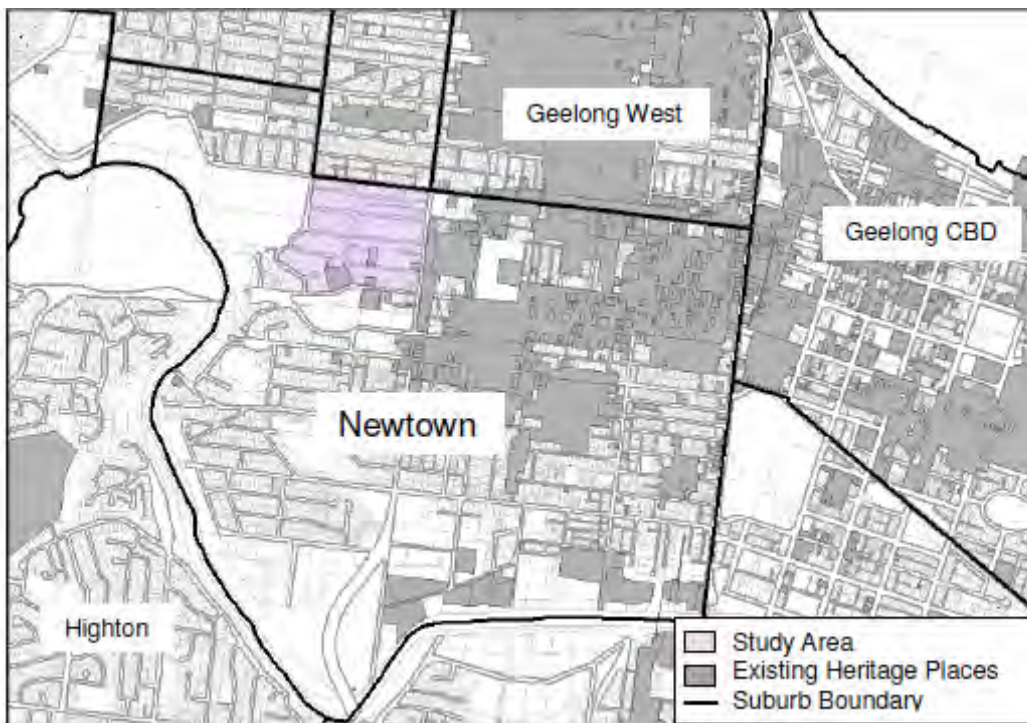 Geelong West
Geelong CBD
Newtown
Highton
Study Area
Existing Heritage Places
Suburb Boundary